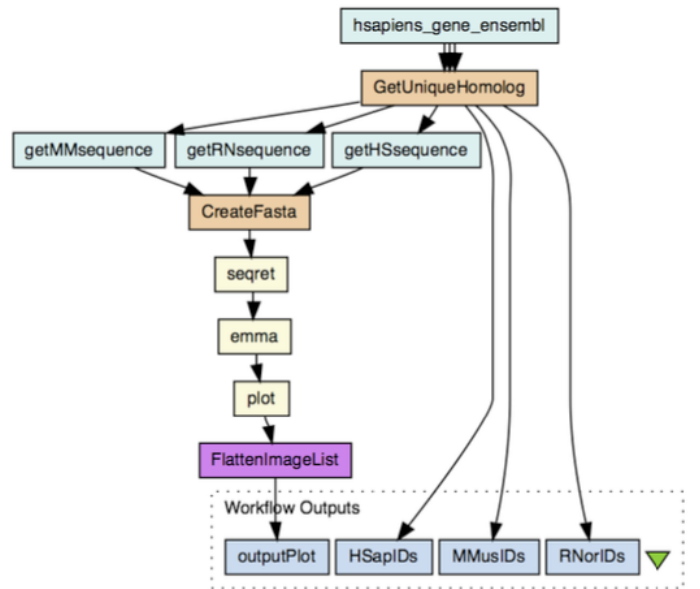 hsapiens_gene_ensembl
GetUniqueHomolog
getMMsequence
getRNsequence
getHSsequence
CreateFasta
seqret
emma
plot
FlattenImageList
Workflow Outputs
outputPlot
HSapIDs
MMusIDs
RNorIDs